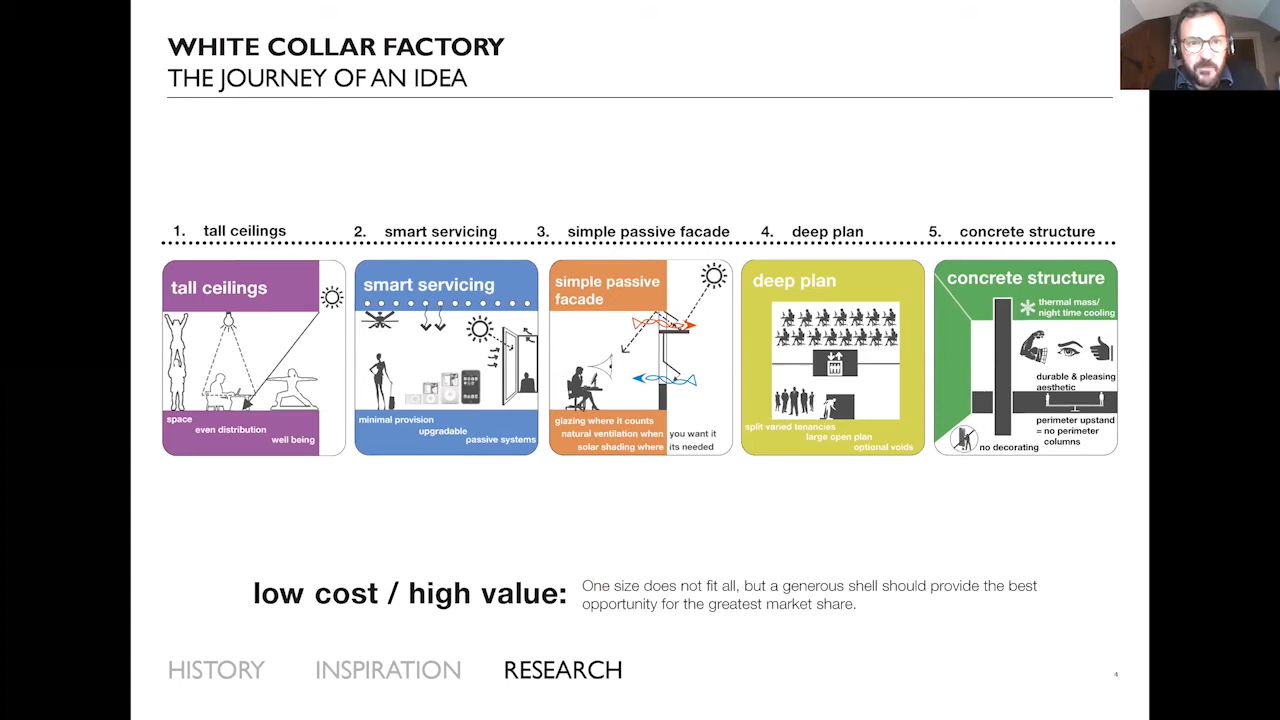 WHITE COLLAR FACTORY
THE JOURNEY OF AN IDEA
1. tall ceilings
2. smart servicing
3. simple passive facade
4. deep plan
5. concrete structure
tall ceilings
space
even distribution
well being
smart servicing
minimal provision
upgradable
passive systems
simple passive
facade
glazing where it counts
natural ventilation when you want it
solar shading where its needed
deep plan
split varied tenancies
large open plan
optional voids
concrete structure
thermal mass/
night time cooling
durable & pleasing
aesthetic
perimeter upstand
= no perimeter
columns
no decorating
low cost / high value:
One size does not fit all, but a generous shell should provide the best
opportunity for the greatest market share.
HISTORY INSPIRATION RESEARCH
4